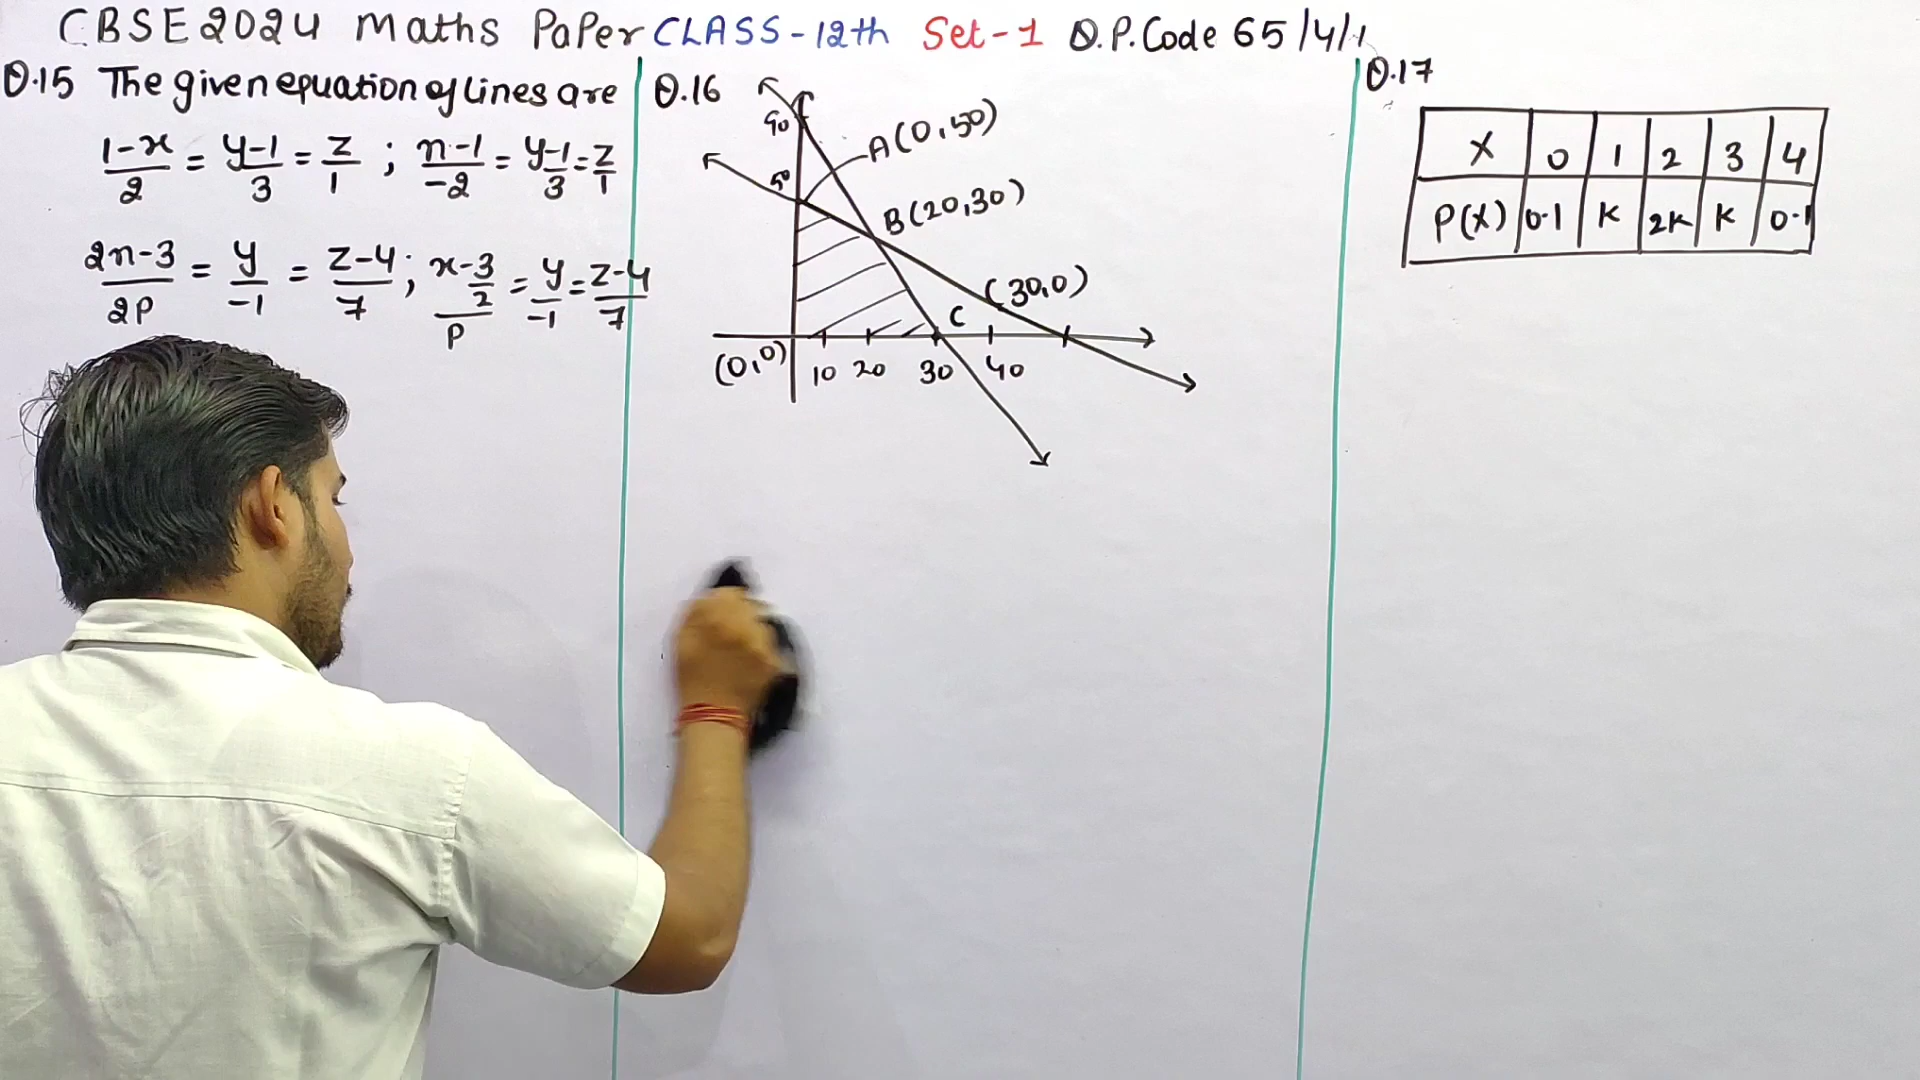 CBSE 2024 Maths Paper CLASS-12th Set-1 Q.P.Code 65/4/1
Q.15 The given equation of lines are
1-x/2 = y-1/3 = z/1 ; x-1/-2 = y-1/3 = z/1
2x-3/2p = y/-1 = z-4/7 ; x-3/2/p = y/-1 = z-4/7
Q.16
90
A(0,50)
50
B(20,30)
(30,0)
C
(0,0) 10 20 30 40
Q.17
X 0 1 2 3 4
P(X) 0.1 K 2K K 0.1